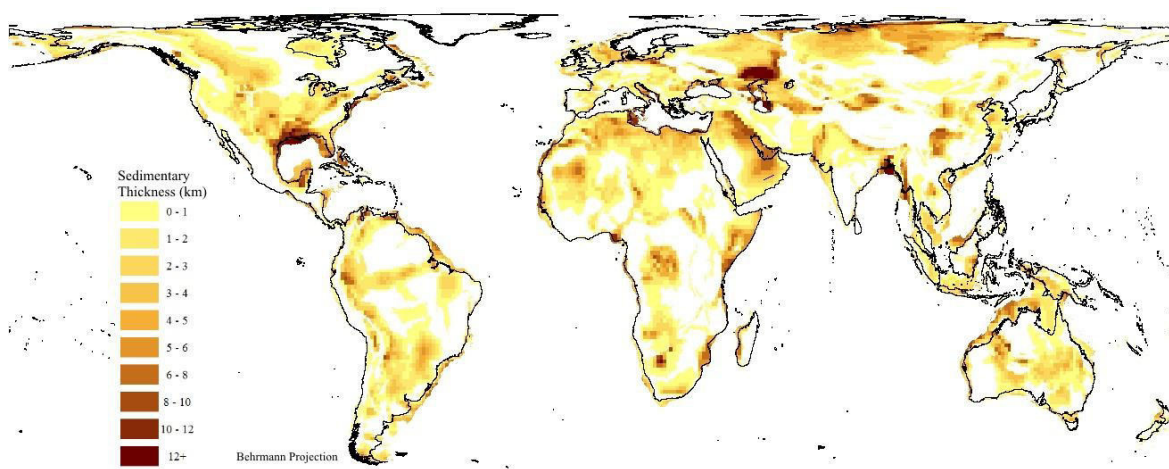 Sedimentary
Thickness (km)
0 - 1
1 - 2
2 - 3
3 - 4
4 - 5
5 - 6
6 - 8
8 - 10
10 - 12
12+
Behrmann Projection